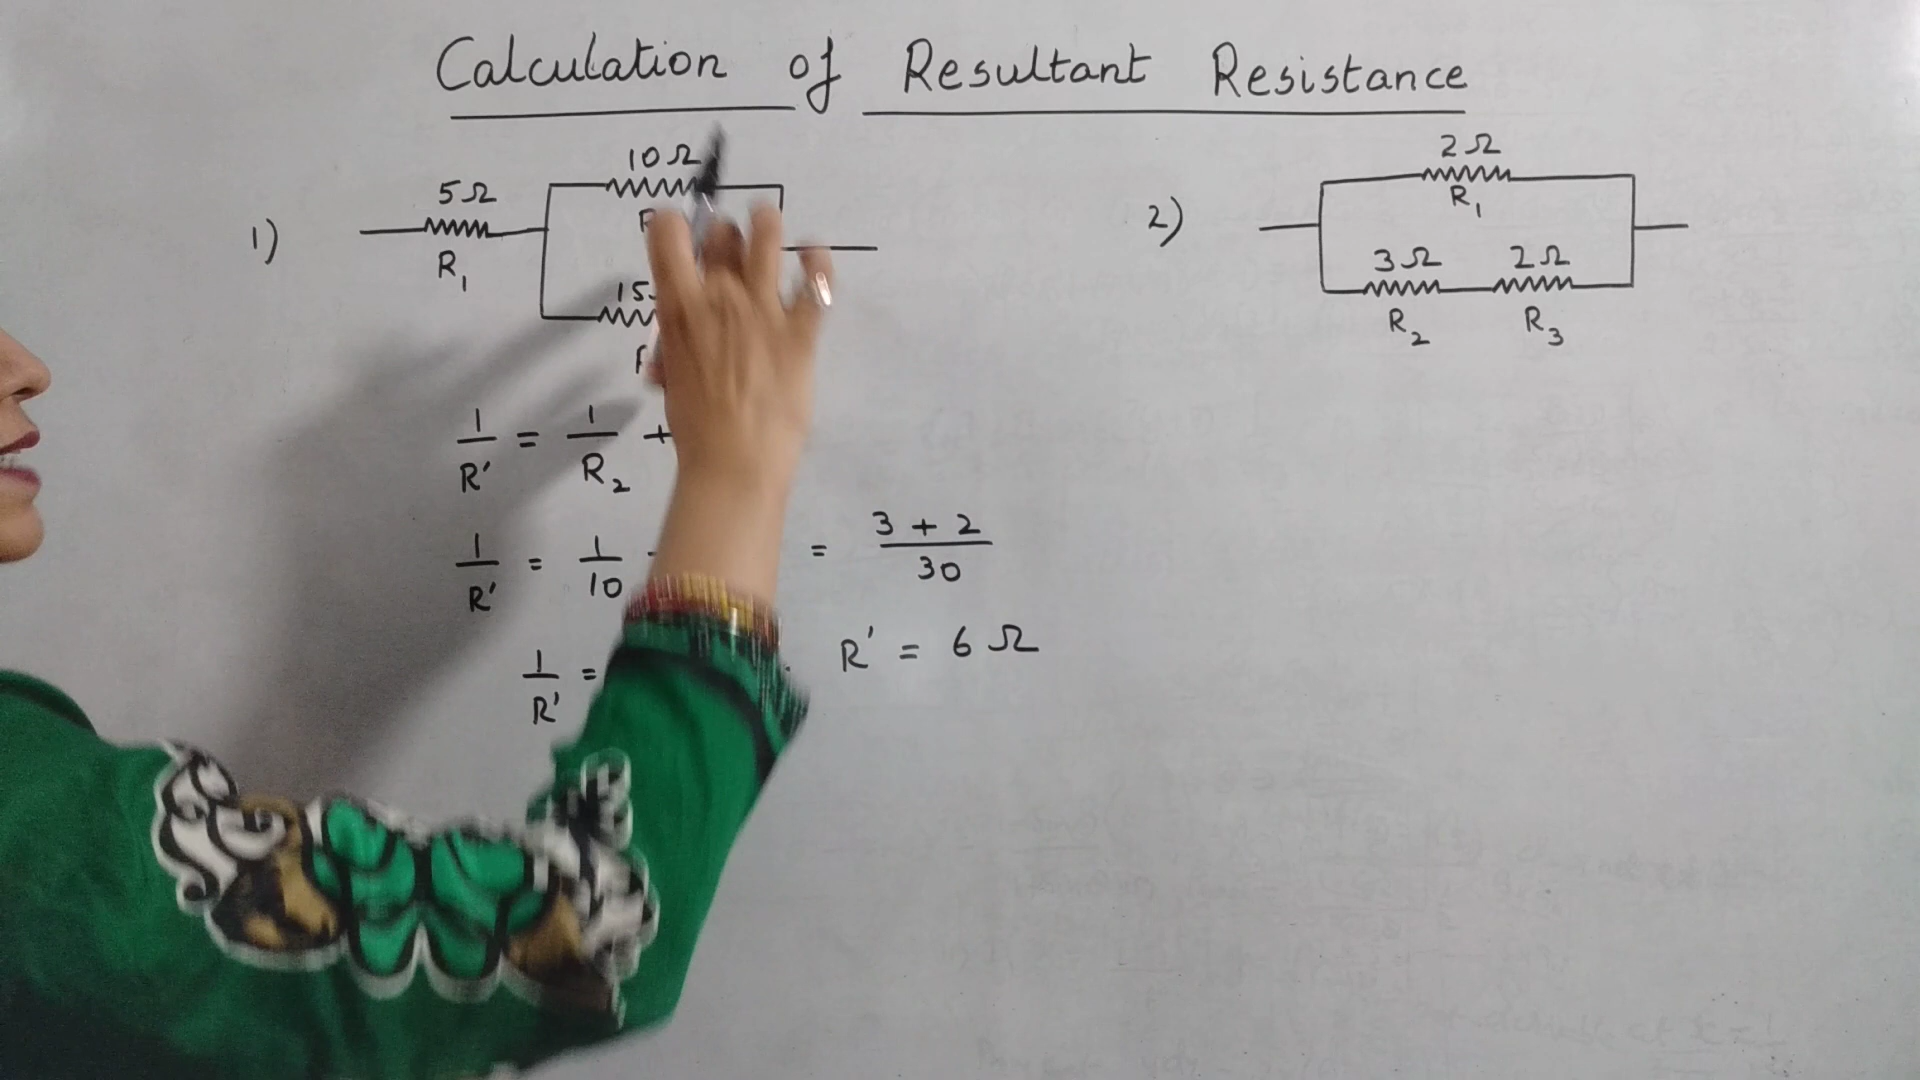 Calculation of Resultant Resistance
1)
5Ω
R₁
10Ω
15
1/R' = 1/R₂ +
1/R' = 1/10 = 3 + 2/30
1/R' = R' = 6 Ω
2)
2Ω
R₁
3Ω 2Ω
R₂ R₃